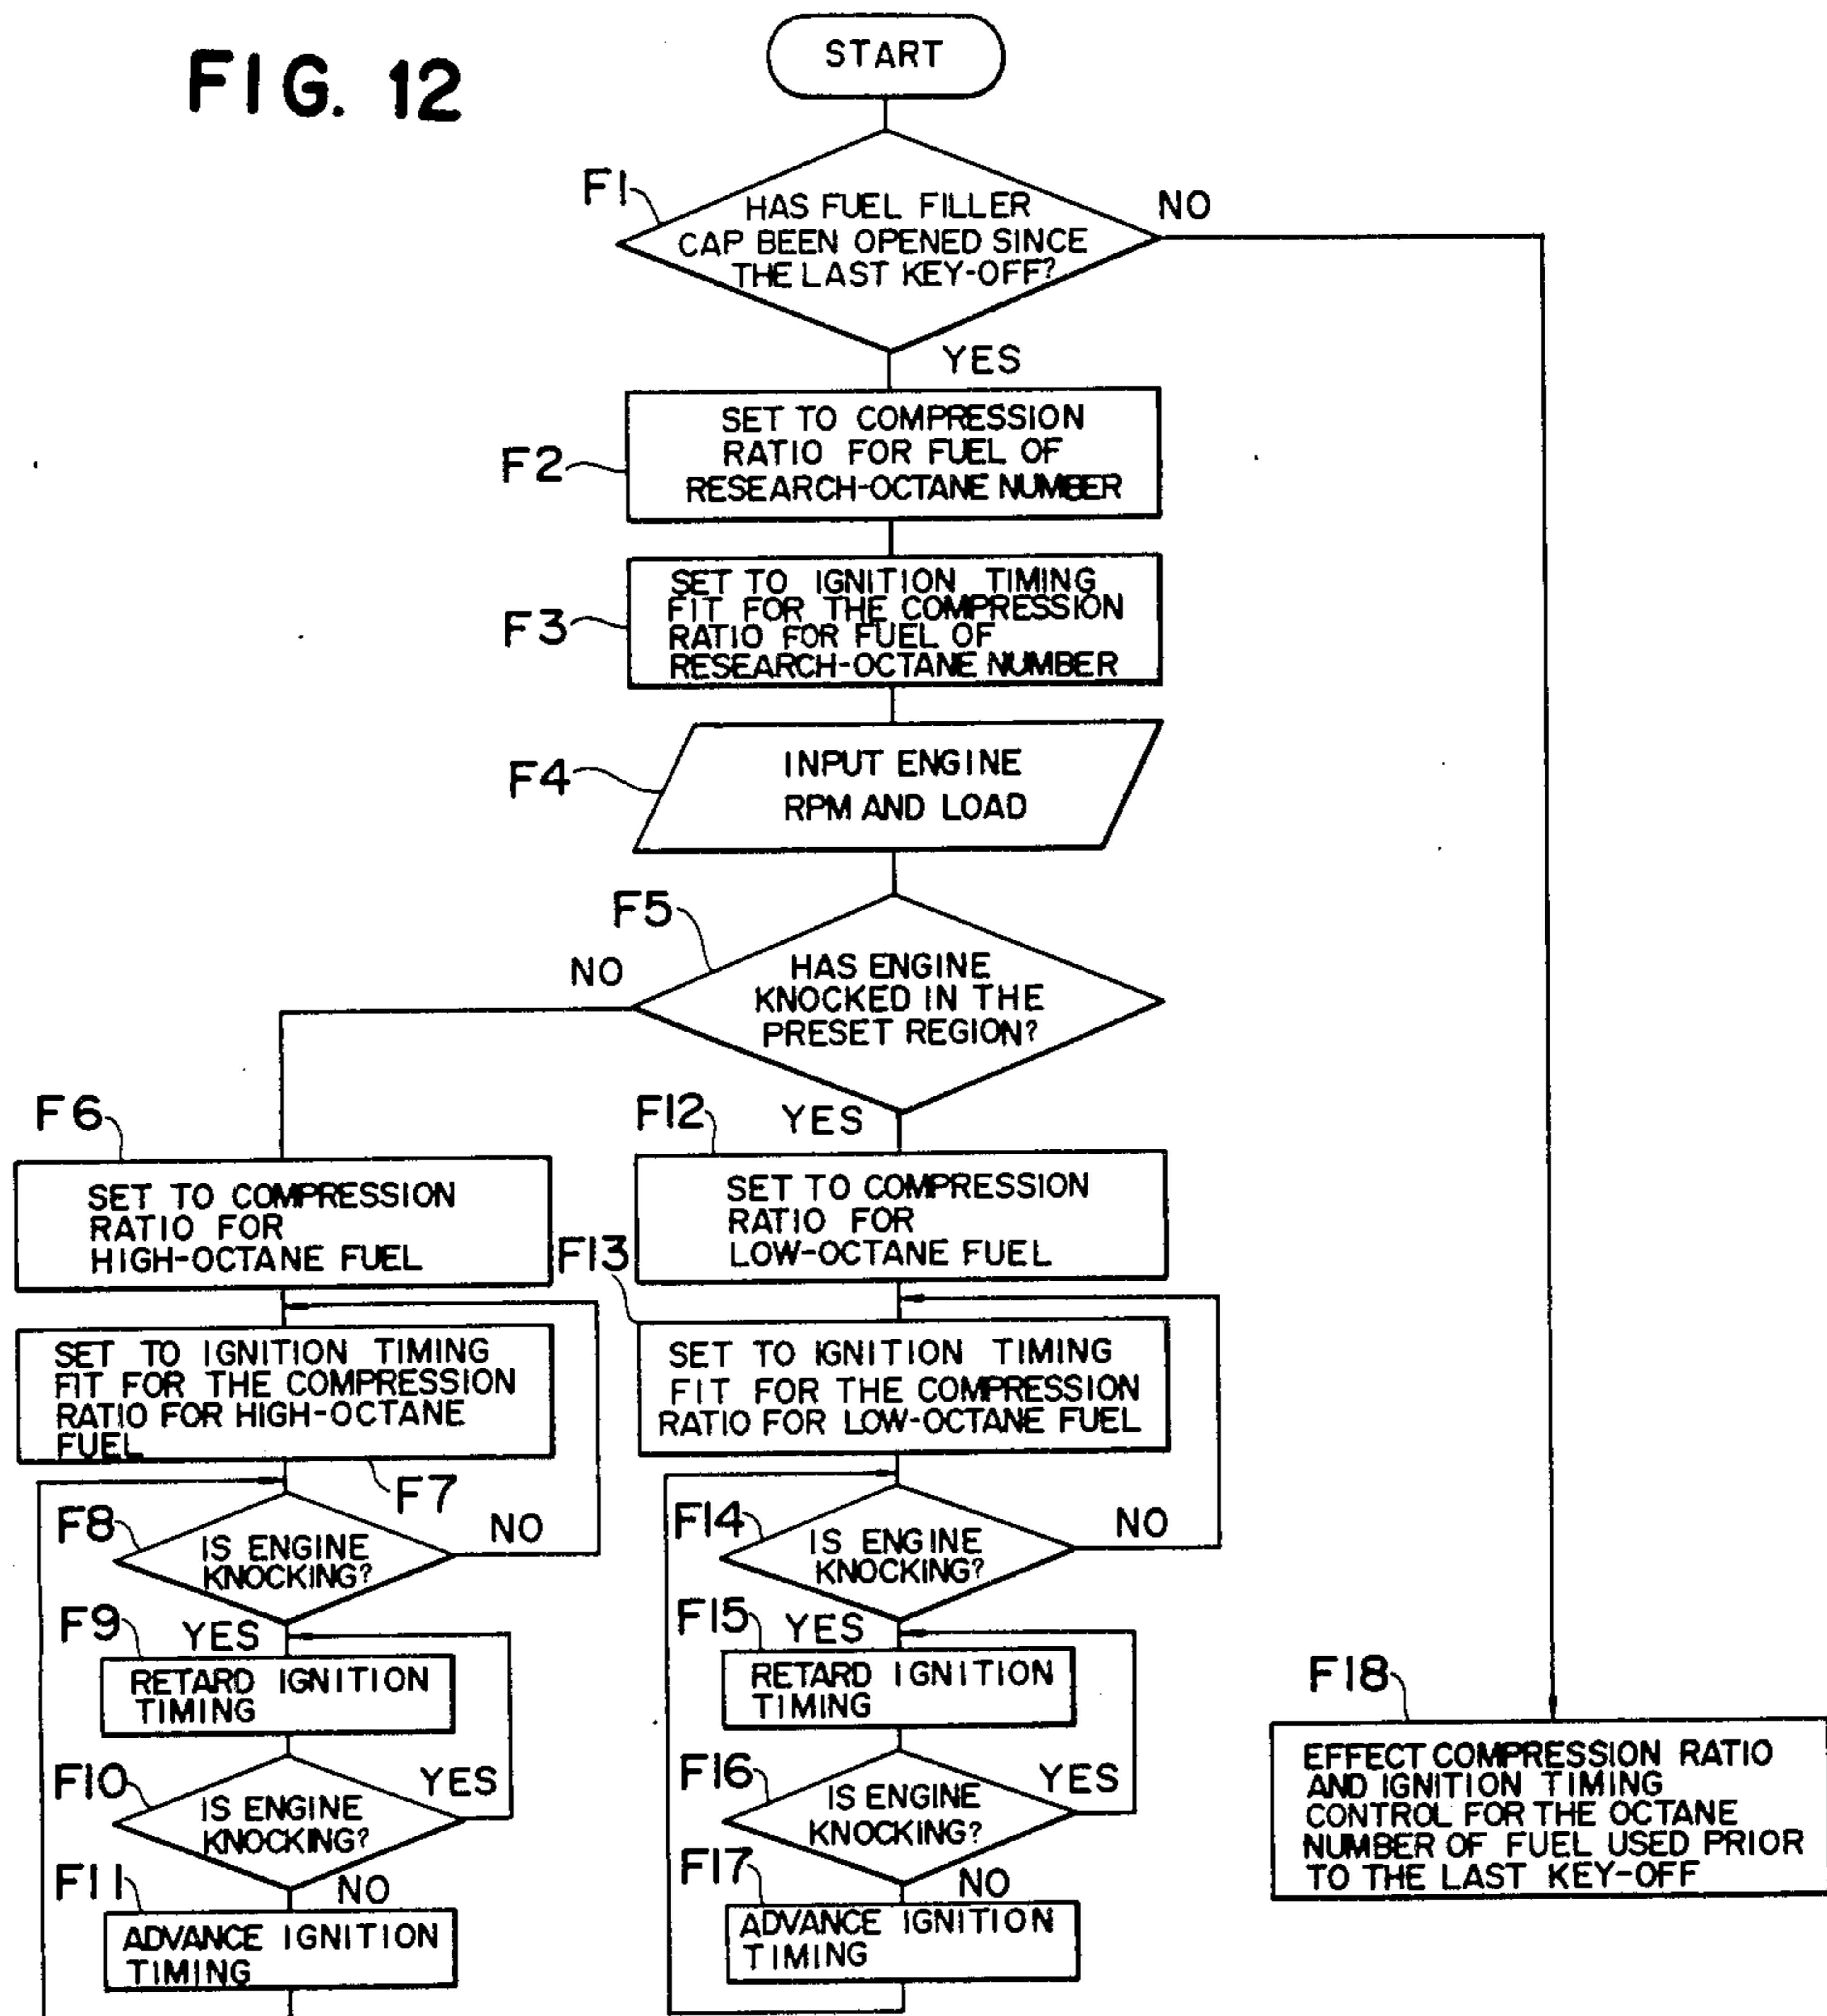 FIG. 12
START
F1
HAS FUEL FILLER
CAP BEEN OPENED SINCE
THE LAST KEY-OFF?
NO
YES
F2
SET TO COMPRESSION
RATIO FOR FUEL OF
RESEARCH-OCTANE NUMBER
F3
SET TO IGNITION TIMING
FIT FOR THE COMPRESSION
RATIO FOR FUEL OF
RESEARCH-OCTANE NUMBER
F4
INPUT ENGINE
RPM AND LOAD
F5
HAS ENGINE
KNOCKED IN THE
PRESET REGION?
NO
YES
F6
SET TO COMPRESSION
RATIO FOR
HIGH-OCTANE FUEL
SET TO IGNITION TIMING
FIT FOR THE COMPRESSION
RATIO FOR HIGH-OCTANE
FUEL
F7
F8
IS ENGINE
KNOCKING?
NO
YES
F9
RETARD IGNITION
TIMING
F10
IS ENGINE
KNOCKING?
YES
NO
F11
ADVANCE IGNITION
TIMING
F12
SET TO COMPRESSION
RATIO FOR
LOW-OCTANE FUEL
F13
SET TO IGNITION TIMING
FIT FOR THE COMPRESSION
RATIO FOR LOW-OCTANE FUEL
F14
IS ENGINE
KNOCKING?
NO
YES
F15
RETARD IGNITION
TIMING
F16
IS ENGINE
KNOCKING?
YES
NO
F17
ADVANCE IGNITION
TIMING
F18
EFFECT COMPRESSION RATIO
AND IGNITION TIMING
CONTROL FOR THE OCTANE
NUMBER OF FUEL USED PRIOR
TO THE LAST KEY-OFF